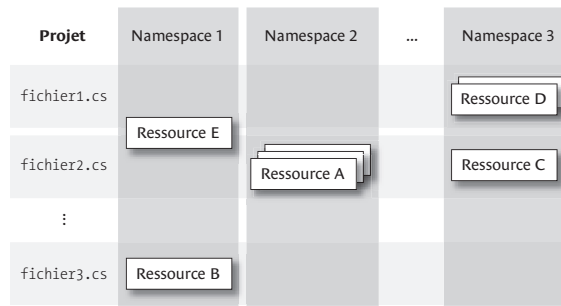 Projet Namespace 1 Namespace 2 ... Namespace 3
fichier1.cs Ressource D
Ressource E
fichier2.cs Ressource A Ressource C
⋮
fichier3.cs Ressource B